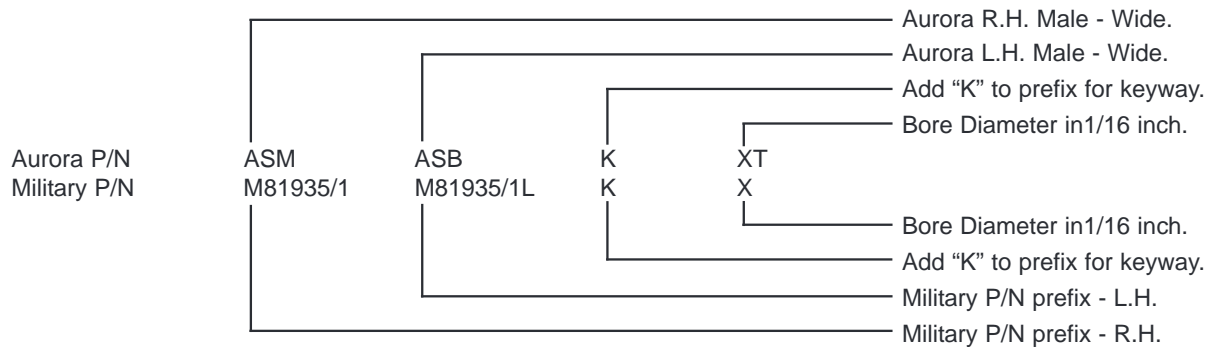 Aurora R.H. Male - Wide.
Aurora L.H. Male - Wide.
Add “K” to prefix for keyway.
Bore Diameter in1/16 inch.
Aurora P/N ASM ASB K XT
Military P/N M81935/1 M81935/1L K X
Bore Diameter in1/16 inch.
Add “K” to prefix for keyway.
Military P/N prefix - L.H.
Military P/N prefix - R.H.